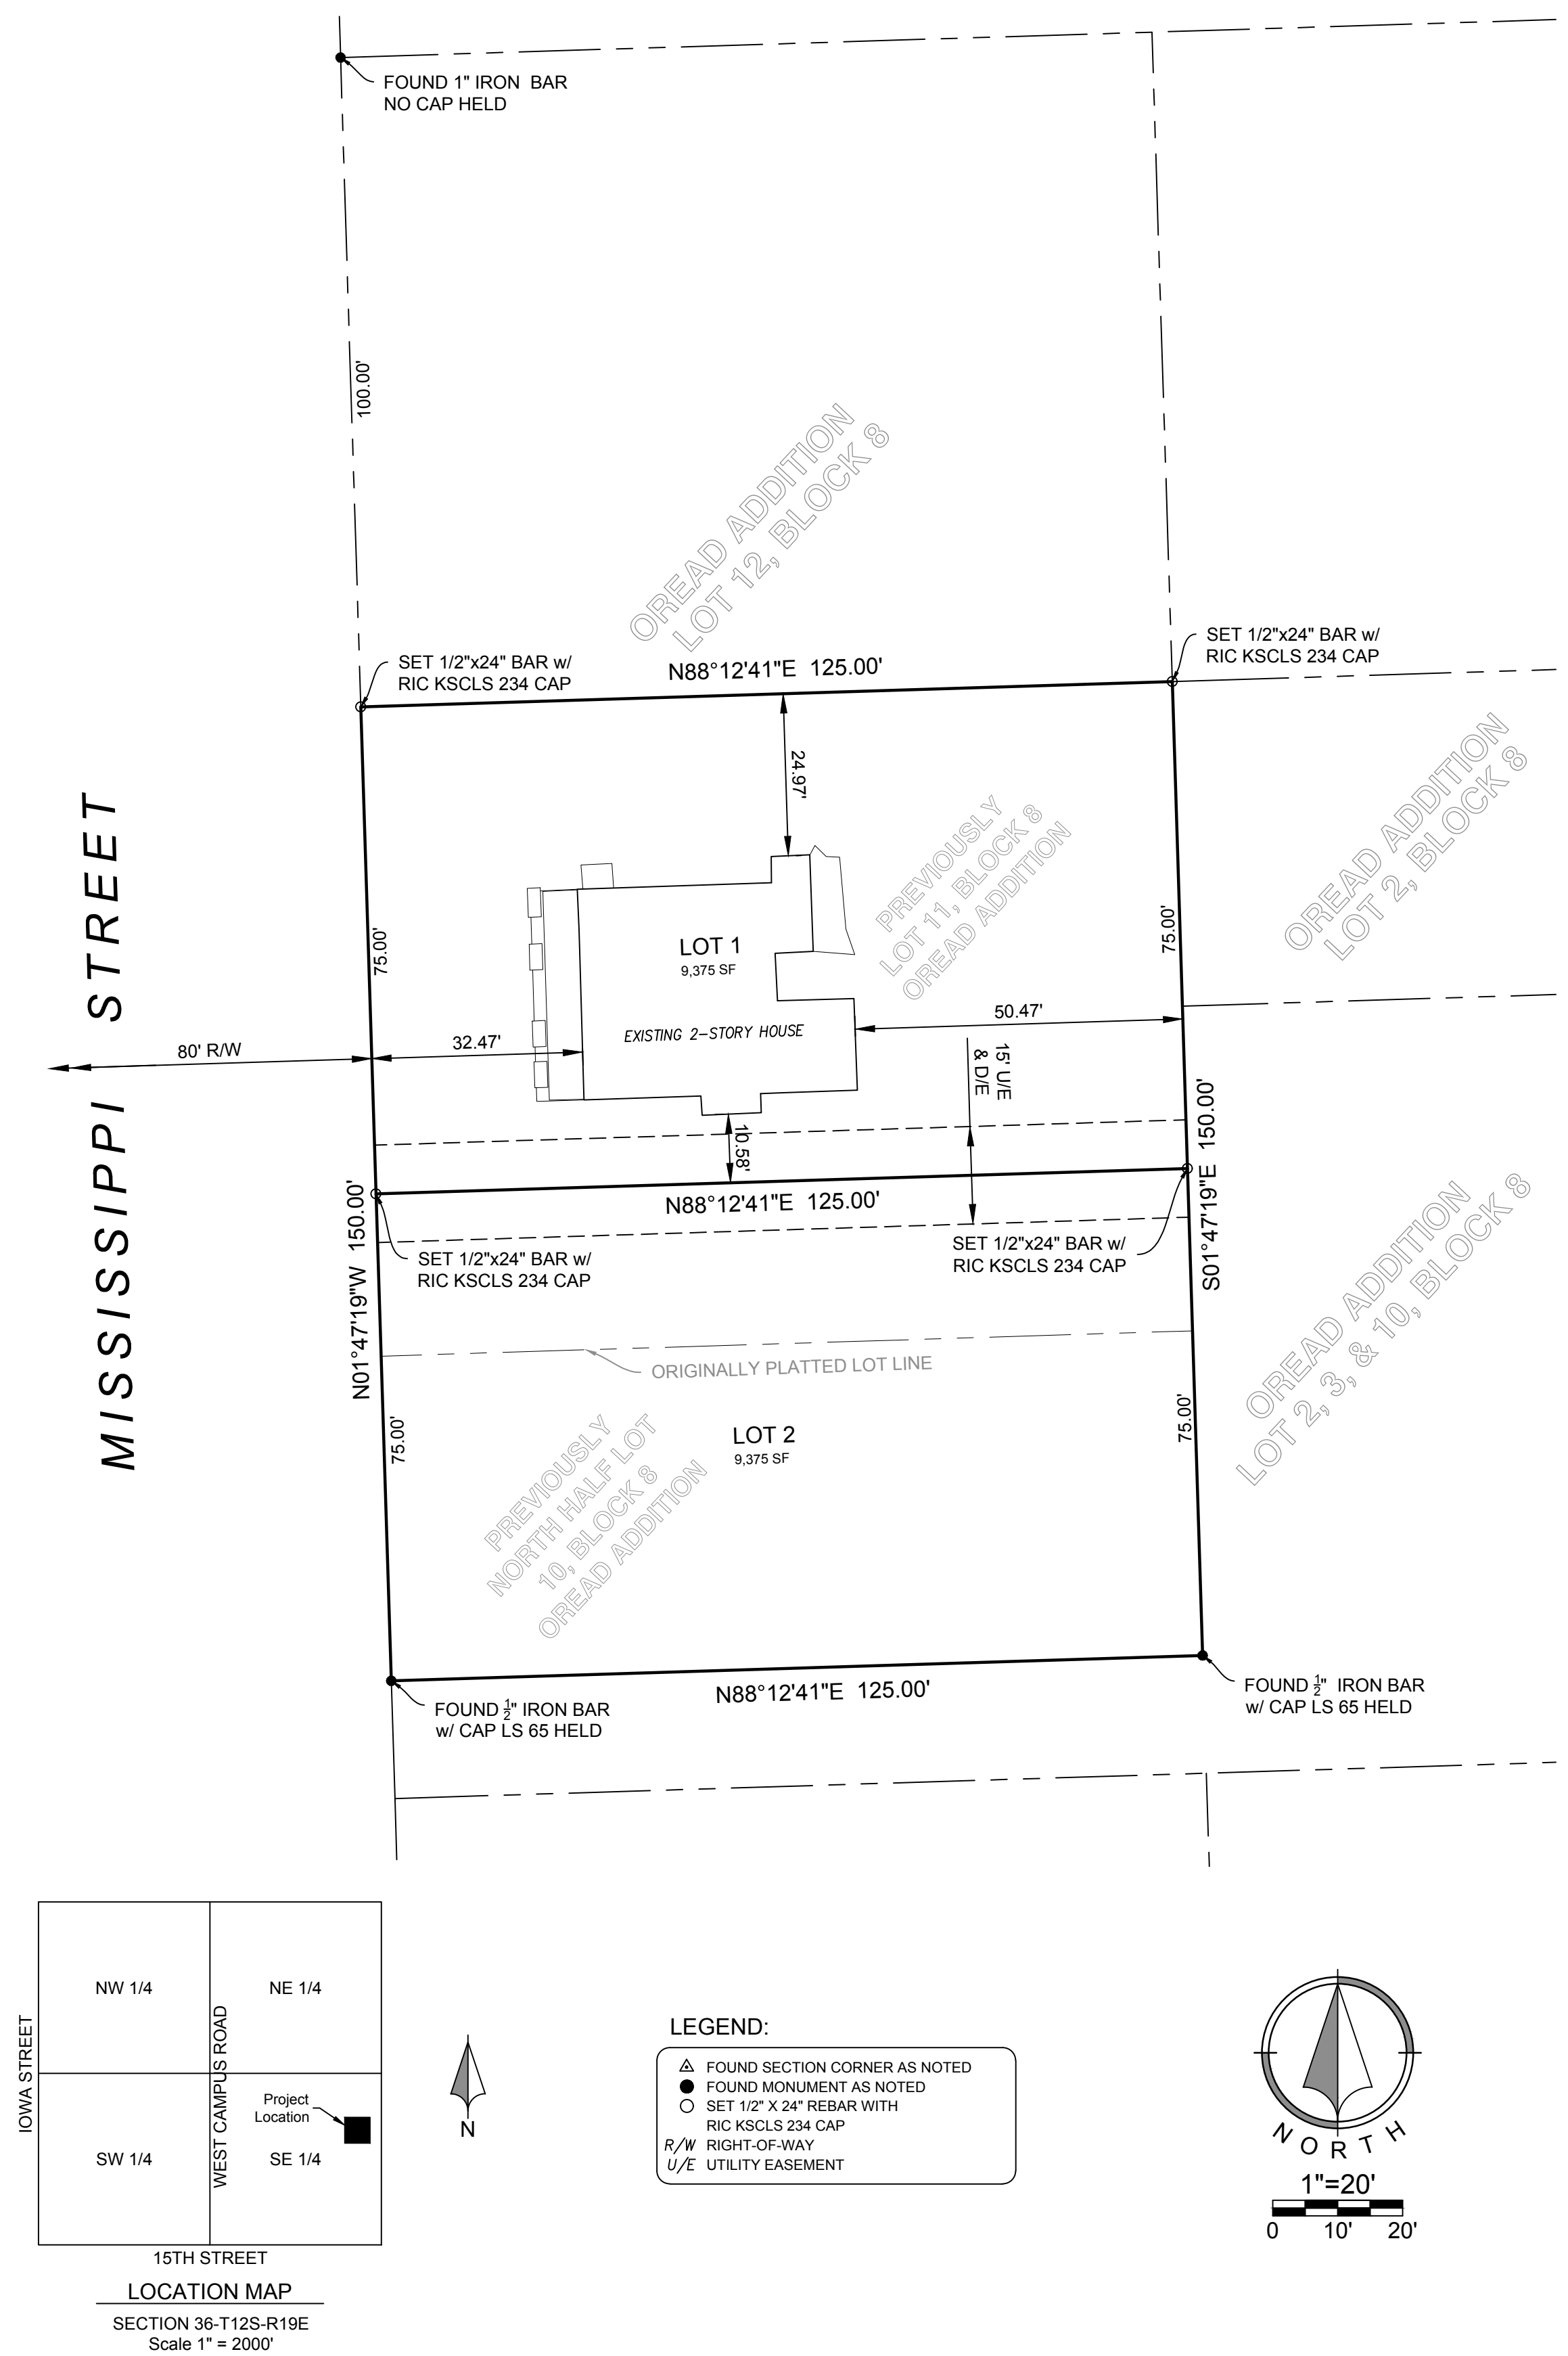 FOUND 1" IRON BAR
NO CAP HELD
100.00'
OREAD ADDITION
LOT 12, BLOCK 8
SET 1/2"x24" BAR w/
RIC KSCLS 234 CAP
N88°12'41"E 125.00'
SET 1/2"x24" BAR w/
RIC KSCLS 234 CAP
24.97'
MISSISSIPPI STREET
75.00'
LOT 1
9,375 SF
EXISTING 2-STORY HOUSE
PREVIOUSLY
LOT 11, BLOCK 8
OREAD ADDITION
75.00'
OREAD ADDITION
LOT 2, BLOCK 8
80' R/W
32.47'
50.47'
15' U/E
& D/E
10.58'
N01°47'19"W 150.00'
S01°47'19"E 150.00'
N88°12'41"E 125.00'
SET 1/2"x24" BAR w/
RIC KSCLS 234 CAP
SET 1/2"x24" BAR w/
RIC KSCLS 234 CAP
OREAD ADDITION
LOT 2, 3, & 10, BLOCK 8
ORIGINALLY PLATTED LOT LINE
75.00'
LOT 2
9,375 SF
75.00'
PREVIOUSLY
NORTH HALF LOT
10, BLOCK 8
OREAD ADDITION
N88°12'41"E 125.00'
FOUND ½" IRON BAR
w/ CAP LS 65 HELD
FOUND ½" IRON BAR
w/ CAP LS 65 HELD
NW 1/4
NE 1/4
IOWA STREET
WEST CAMPUS ROAD
Project
Location
SW 1/4
SE 1/4
15TH STREET
LOCATION MAP
SECTION 36-T12S-R19E
Scale 1" = 2000'
N
LEGEND:
FOUND SECTION CORNER AS NOTED
FOUND MONUMENT AS NOTED
SET 1/2" X 24" REBAR WITH
RIC KSCLS 234 CAP
R/W RIGHT-OF-WAY
U/E UTILITY EASEMENT
NORTH
1"=20'
0 10' 20'